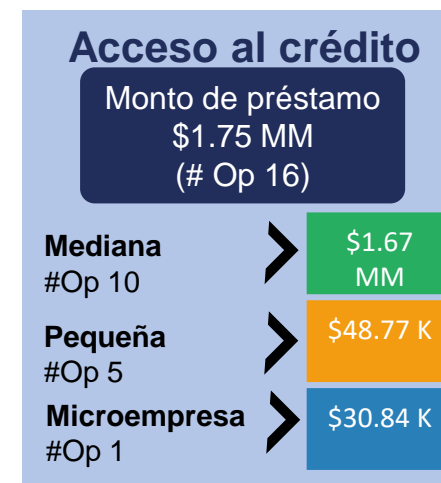 Acceso al crédito
Monto de préstamo
$1.75 MM
(# Op 16)
Mediana
#Op 10
$1.67
MM
Pequeña
#Op 5
$48.77 K
Microempresa
#Op 1
$30.84 K